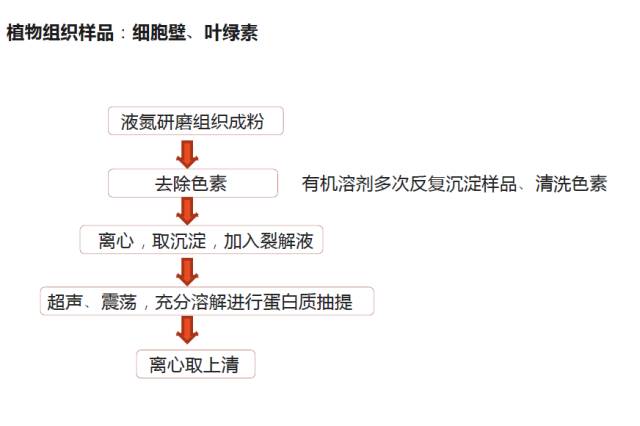 植物组织样品：细胞壁、叶绿素
液氮研磨组织成粉
去除色素
有机溶剂多次反复沉淀样品、清洗色素
离心，取沉淀，加入裂解液
超声、震荡，充分溶解进行蛋白质抽提
离心取上清